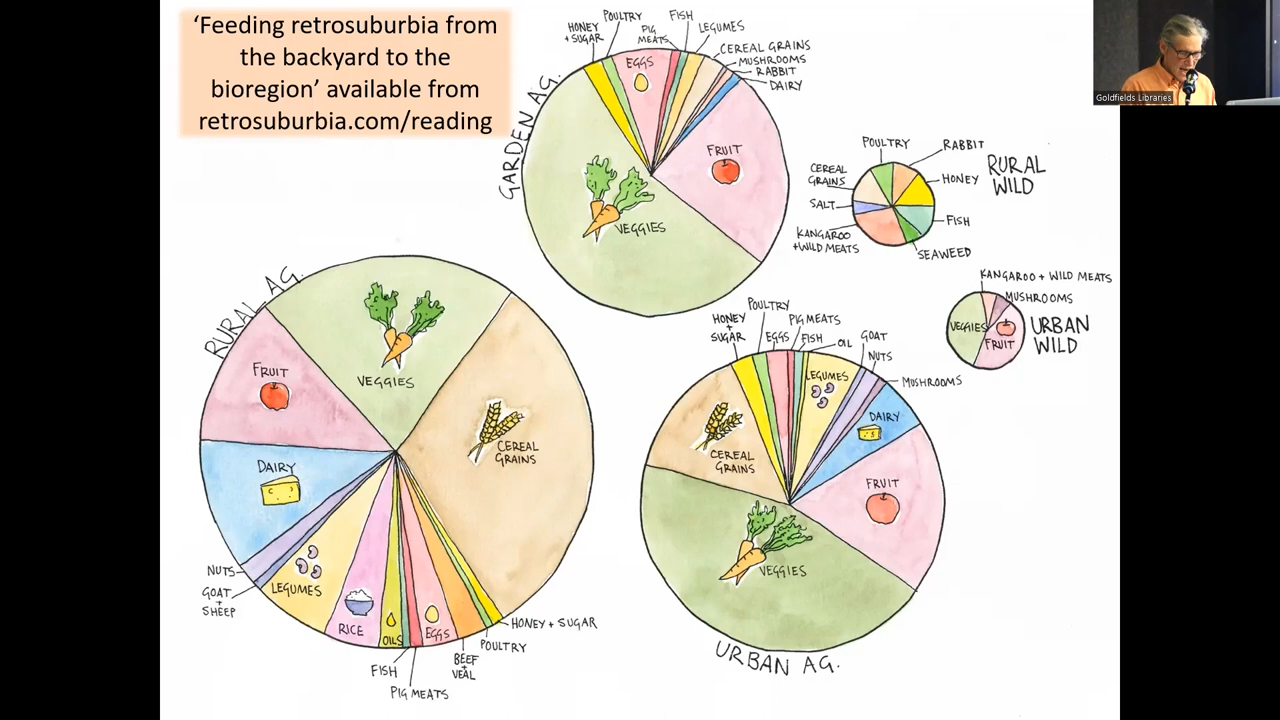 ‘Feeding retrosuburbia from
the backyard to the
bioregion’ available from
retrosuburbia.com/reading
Goldfields Libraries
GARDEN AG.
HONEY
+ SUGAR
POULTRY
EGGS
PIG
MEATS
FISH
LEGUMES
CEREAL GRAINS
MUSHROOMS
RABBIT
DAIRY
FRUIT
VEGGIES
RURAL
WILD
POULTRY
RABBIT
HONEY
FISH
SEAWEED
KANGAROO
+WILD MEATS
SALT
CEREAL
GRAINS
URBAN
WILD
KANGAROO + WILD MEATS
MUSHROOMS
FRUIT
VEGGIES
RURAL AG.
VEGGIES
CEREAL
GRAINS
HONEY + SUGAR
POULTRY
BEEF
+
VEAL
EGGS
PIG MEATS
FISH
OILS
RICE
LEGUMES
GOAT
+
SHEEP
NUTS
DAIRY
FRUIT
URBAN AG.
HONEY
+
SUGAR
POULTRY
EGGS
PIG MEATS
FISH
OIL
LEGUMES
GOAT
NUTS
MUSHROOMS
DAIRY
FRUIT
VEGGIES
CEREAL
GRAINS